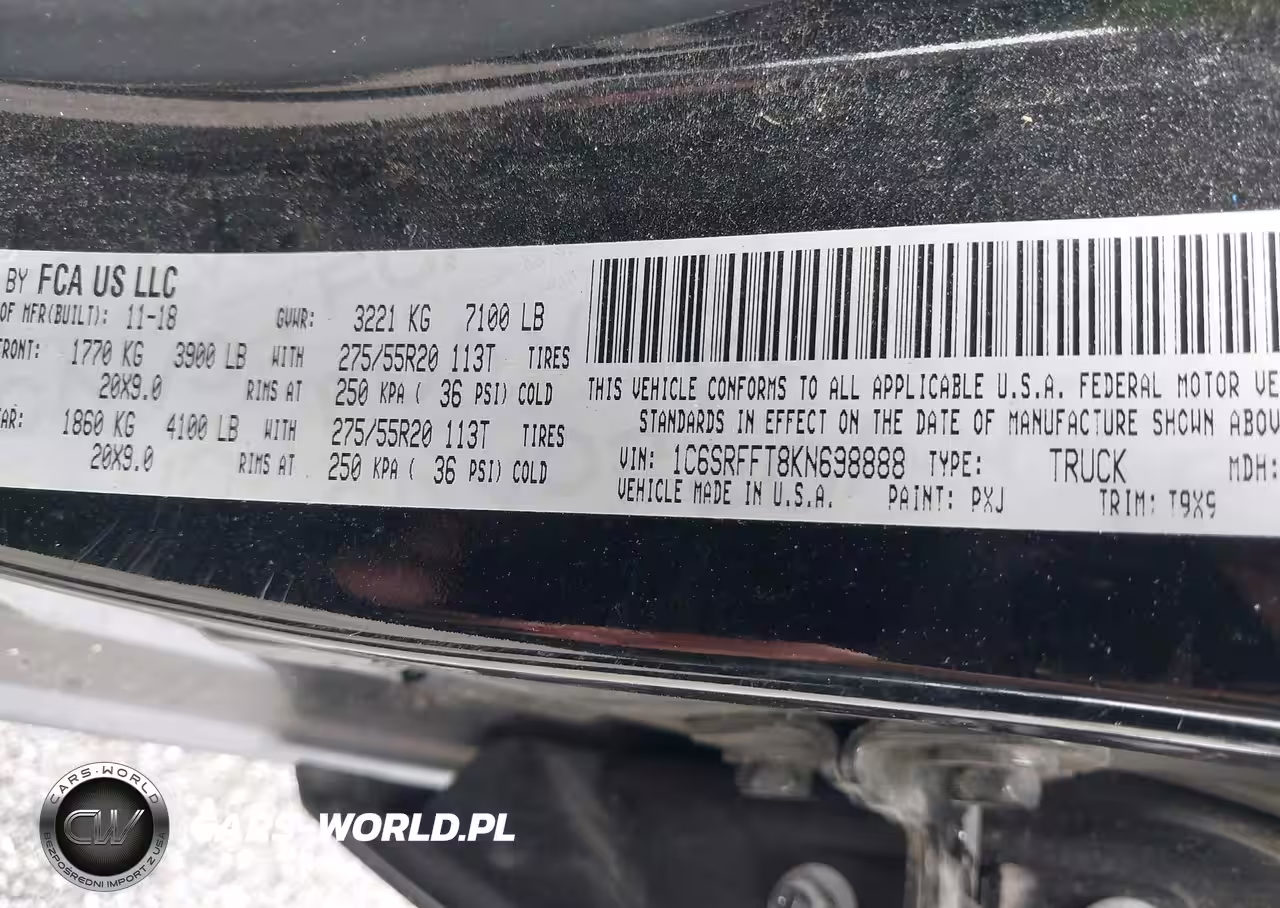 BY FCA US LLC
OF MFR(BUILT): 11-18 GVWR: 3221 KG 7100 LB
FRONT: 1770 KG 3900 LB WITH 275/55R20 113T TIRES
20X9.0 RIMS AT 250 KPA ( 36 PSI) COLD
AR: 1860 KG 4100 LB WITH 275/55R20 113T TIRES
20X9.0 RIMS AT 250 KPA ( 36 PSI) COLD
THIS VEHICLE CONFORMS TO ALL APPLICABLE U.S.A. FEDERAL MOTOR VE
STANDARDS IN EFFECT ON THE DATE OF MANUFACTURE SHOWN ABOV
VIN: 1C6SRFFT8KN698888 TYPE: TRUCK MDH:
VEHICLE MADE IN U.S.A. PAINT: PXJ TRIM: T9X9
CARS-WORLD
CW
BEZPOŚREDNI IMPORT Z USA
CARS-WORLD.PL